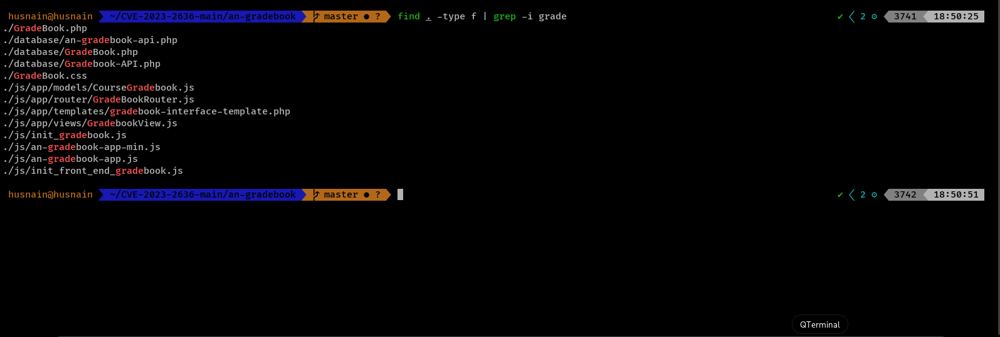 husnain@husnain ~/CVE-2023-2636-main/an-gradebook master ● ? find . -type f | grep -i grade ✔ 2 ⚙ 3741 18:50:25
./GradeBook.php
./database/an-gradebook-api.php
./database/GradeBook.php
./database/Gradebook-API.php
./GradeBook.css
./js/app/models/CourseGradebook.js
./js/app/router/GradeBookRouter.js
./js/app/templates/gradebook-interface-template.php
./js/app/views/GradebookView.js
./js/init_gradebook.js
./js/an-gradebook-app-min.js
./js/an-gradebook-app.js
./js/init_front_end_gradebook.js
husnain@husnain ~/CVE-2023-2636-main/an-gradebook master ● ? ✔ 2 ⚙ 3742 18:50:51
QTerminal